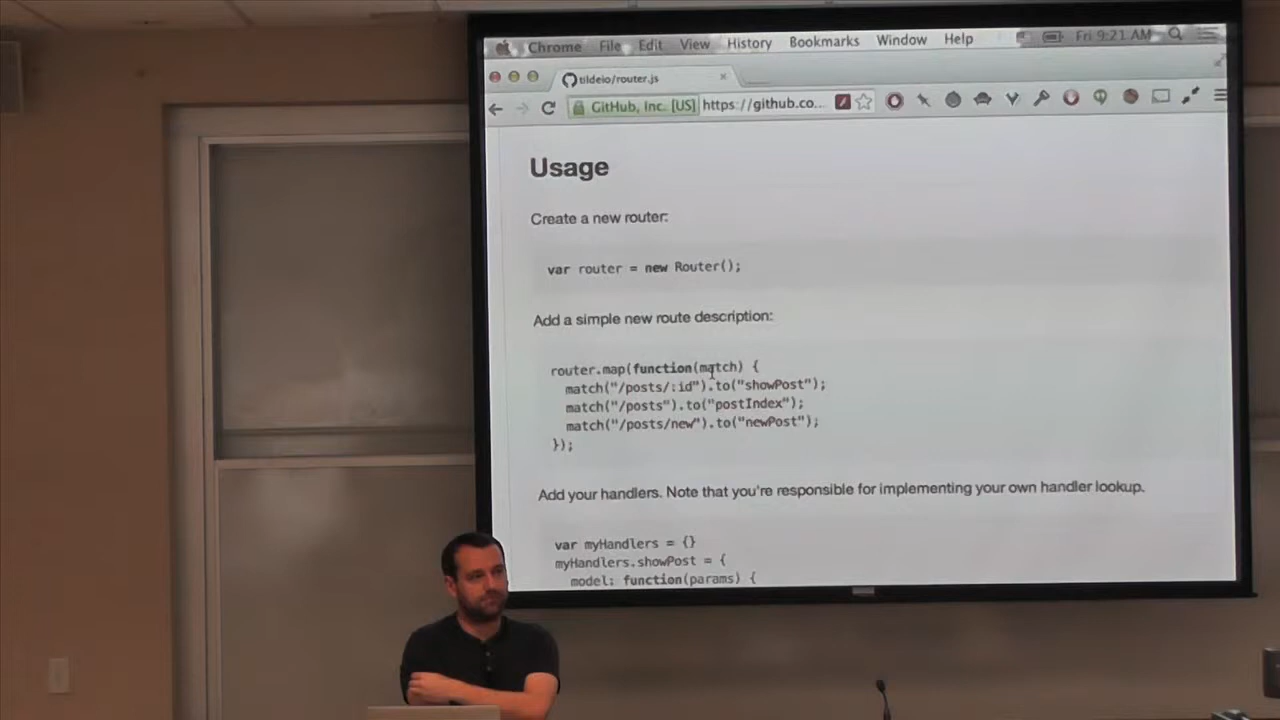 Chrome File Edit View History Bookmarks Window Help Fri 9:21 AM
tildeio/router.js
GitHub, Inc. [US] https://github.co...
Usage
Create a new router:
var router = new Router();
Add a simple new route description:
router.map(function(match) {
match("/posts/:id").to("showPost");
match("/posts").to("postIndex");
match("/posts/new").to("newPost");
});
Add your handlers. Note that you're responsible for implementing your own handler lookup.
var myHandlers = {}
myHandlers.showPost = {
model: function(params) {